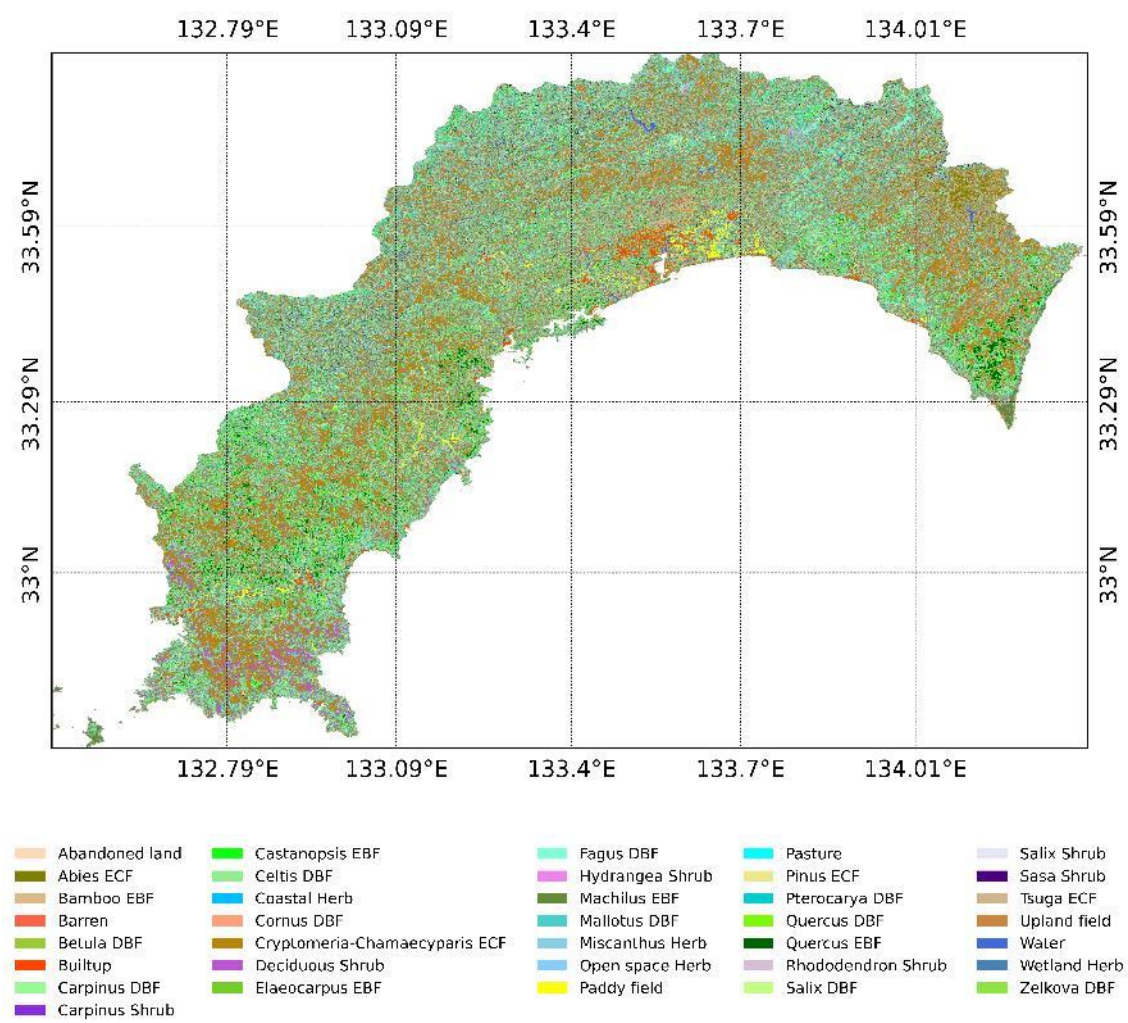 132.79°E 133.09°E 133.4°E 133.7°E 134.01°E
33.59°N 33.59°N
33.29°N 33.29°N
33°N 33°N
132.79°E 133.09°E 133.4°E 133.7°E 134.01°E
Abandoned land Castanopsis EBF Fagus DBF Pasture Salix Shrub
Abies ECF Celtis DBF Hydrangea Shrub Pinus ECF Sasa Shrub
Bamboo EBF Coastal Herb Machilus EBF Pterocarya DBF Tsuga ECF
Barren Cornus DBF Mallotus DBF Quercus DBF Upland field
Betula DBF Cryptomeria-Chamaecyparis ECF Miscanthus Herb Quercus EBF Water
Builtup Deciduous Shrub Open space Herb Rhododendron Shrub Wetland Herb
Carpinus DBF Elaeocarpus EBF Paddy field Salix DBF Zelkova DBF
Carpinus Shrub